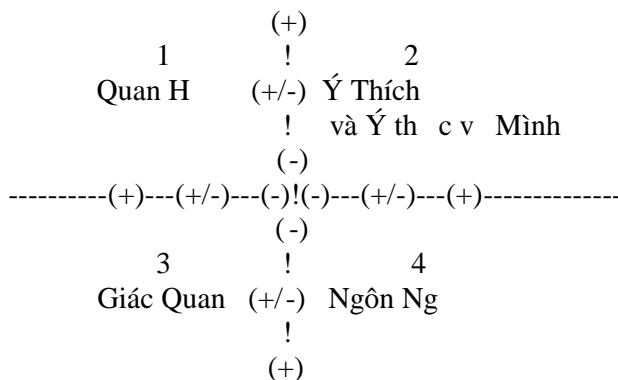 (+)
1 ! 2
Quan H (+/-) Ý Thích
! và Ý th c v Mình
(-)
----------(+)---(+/-)---(-)!(-)---(+/-)---(+)--------------
(-)
3 ! 4
Giác Quan (+/-) Ngôn Ng
!
(+)